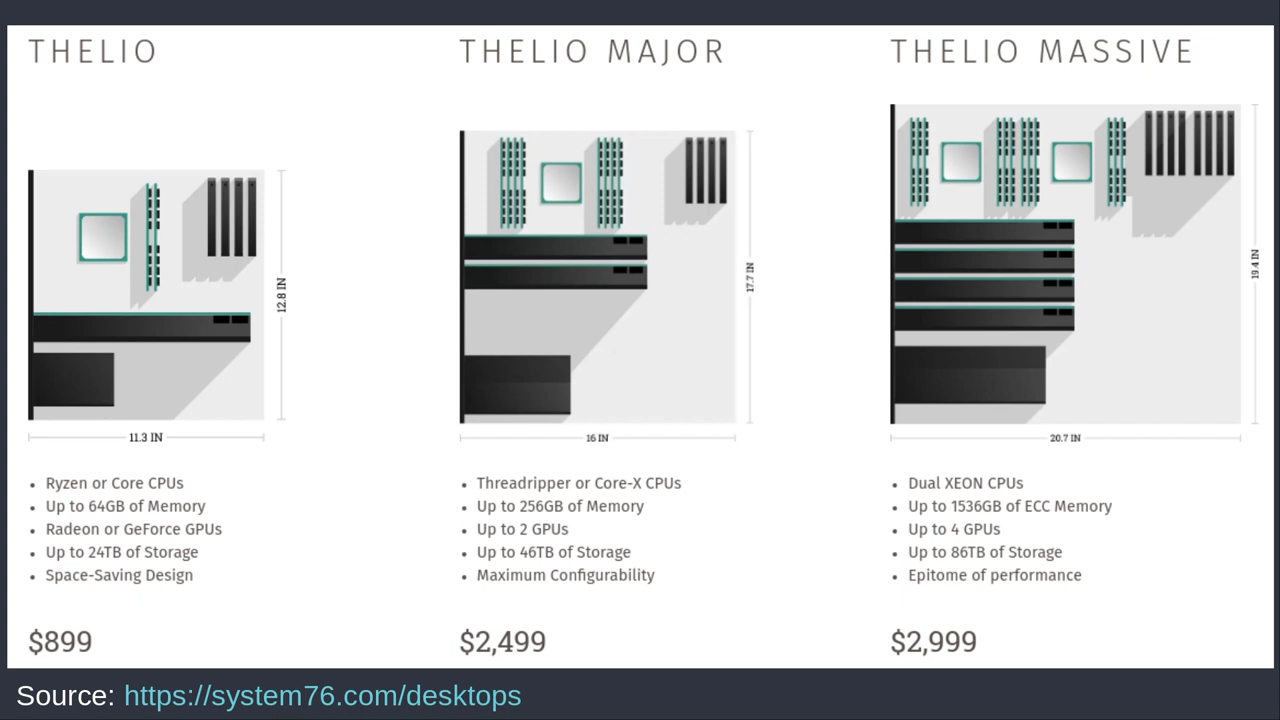 THELIO
12.8 IN
11.3 IN
• Ryzen or Core CPUs
• Up to 64GB of Memory
• Radeon or GeForce GPUs
• Up to 24TB of Storage
• Space-Saving Design
$899
THELIO MAJOR
17.7 IN
16 IN
• Threadripper or Core-X CPUs
• Up to 256GB of Memory
• Up to 2 GPUs
• Up to 46TB of Storage
• Maximum Configurability
$2,499
THELIO MASSIVE
19.4 IN
20.7 IN
• Dual XEON CPUs
• Up to 1536GB of ECC Memory
• Up to 4 GPUs
• Up to 86TB of Storage
• Epitome of performance
$2,999
Source: https://system76.com/desktops